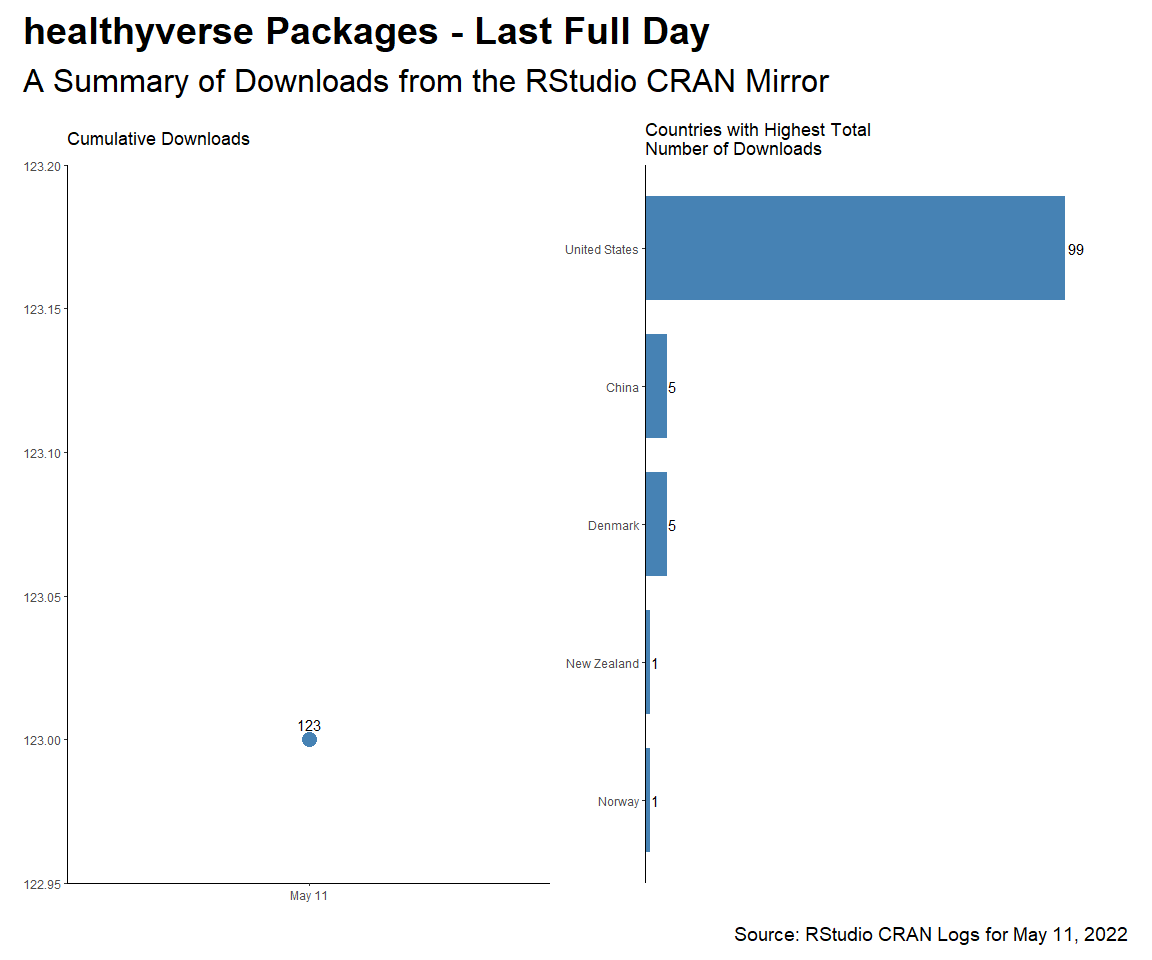 healthyverse Packages - Last Full Day
A Summary of Downloads from the RStudio CRAN Mirror
Cumulative Downloads
123.20
123.15
123.10
123.05
123.00
122.95
123
May 11
Countries with Highest Total
Number of Downloads
United States
99
China
5
Denmark
5
New Zealand
1
Norway
1
Source: RStudio CRAN Logs for May 11, 2022